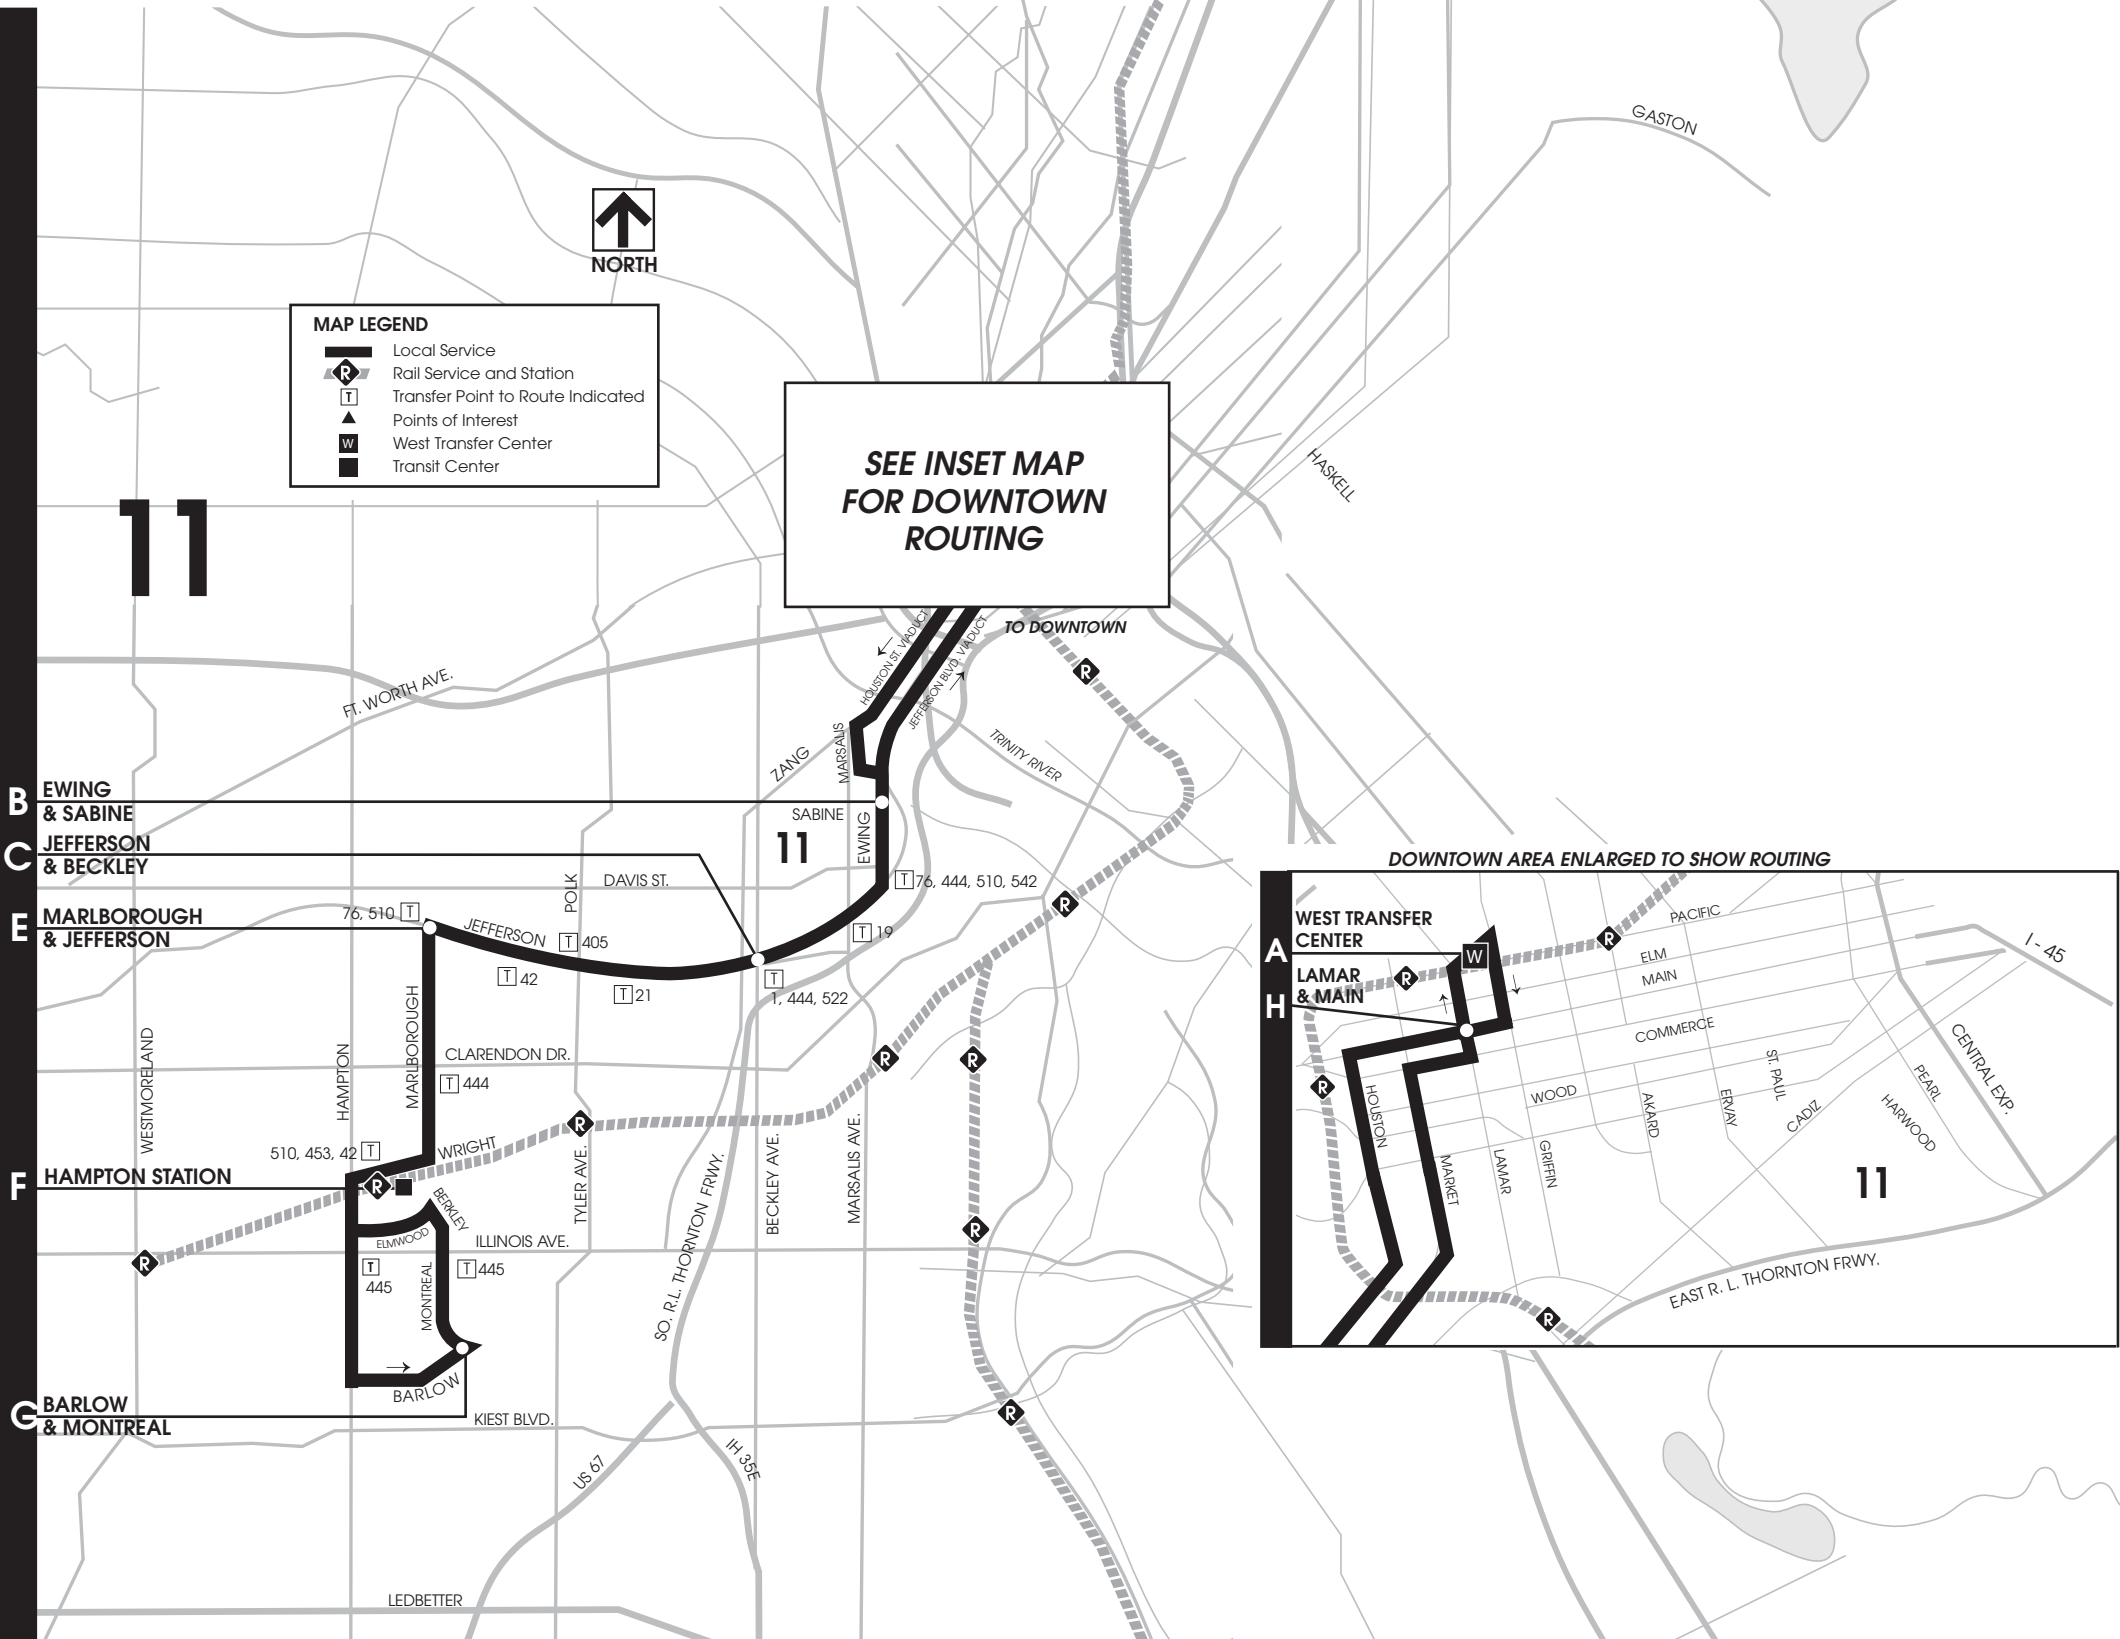 GASTON
NORTH
MAP LEGEND
Local Service
R
Rail Service and Station
T
Transfer Point to Route Indicated
Points of Interest
W
West Transfer Center
Transit Center
SEE INSET MAP
FOR DOWNTOWN
ROUTING
HASKELL
11
TO DOWNTOWN
HOUSTON ST. VIADUCT
JEFFERSON BLVD. VIADUCT
R
FT. WORTH AVE.
ZANG
MARSALIS
TRINITY RIVER
B
EWING
& SABINE
SABINE
11
EWING
C
JEFFERSON
& BECKLEY
POLK
DAVIS ST.
T 76, 444, 510, 542
R
E
MARLBOROUGH
& JEFFERSON
76, 510 T
JEFFERSON
T 405
T 19
T 42
T 21
T
1, 444, 522
WESTMORELAND
HAMPTON
MARLBOROUGH
CLARENDON DR.
T 444
R
R
R
510, 453, 42 T
WRIGHT
F
HAMPTON STATION
R
BERKLEY
ELMWOOD
TYLER AVE.
SO. R.L. THORNTON FRWY.
BECKLEY AVE.
MARSALIS AVE.
R
ILLINOIS AVE.
R
T
445
MONTREAL
T 445
BARLOW
G
BARLOW
& MONTREAL
KIEST BLVD.
R
US 67
IH 35E
LEDBETTER
DOWNTOWN AREA ENLARGED TO SHOW ROUTING
A
WEST TRANSFER
CENTER
W
R
R
PACIFIC
ELM
MAIN
COMMERCE
I - 45
H
LAMAR
& MAIN
R
HOUSTON
MARKET
LAMAR
GRIFFIN
WOOD
AKARD
ERVAY
ST. PAUL
CADIZ
HARWOOD
PEARL
CENTRAL EXP.
11
EAST R. L. THORNTON FRWY.
R